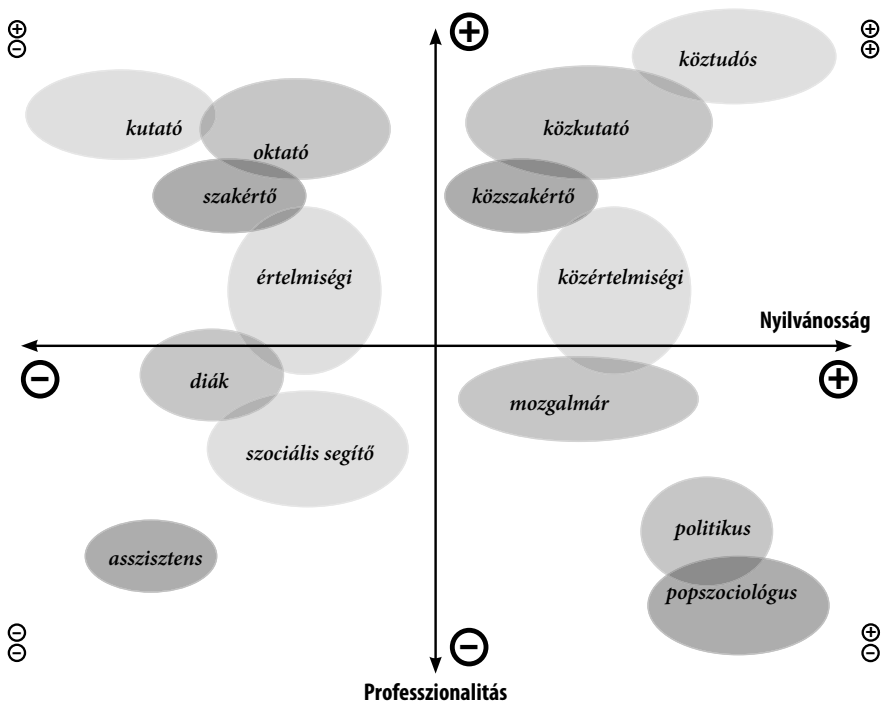 köztudós
kutató
oktató
közkutató
szakértő
közszakértő
értelmiségi
közértelmiségi
Nyilvánosság
diák
mozgalmár
szociális segítő
politikus
asszisztens
popszociológus
Professzionalitás